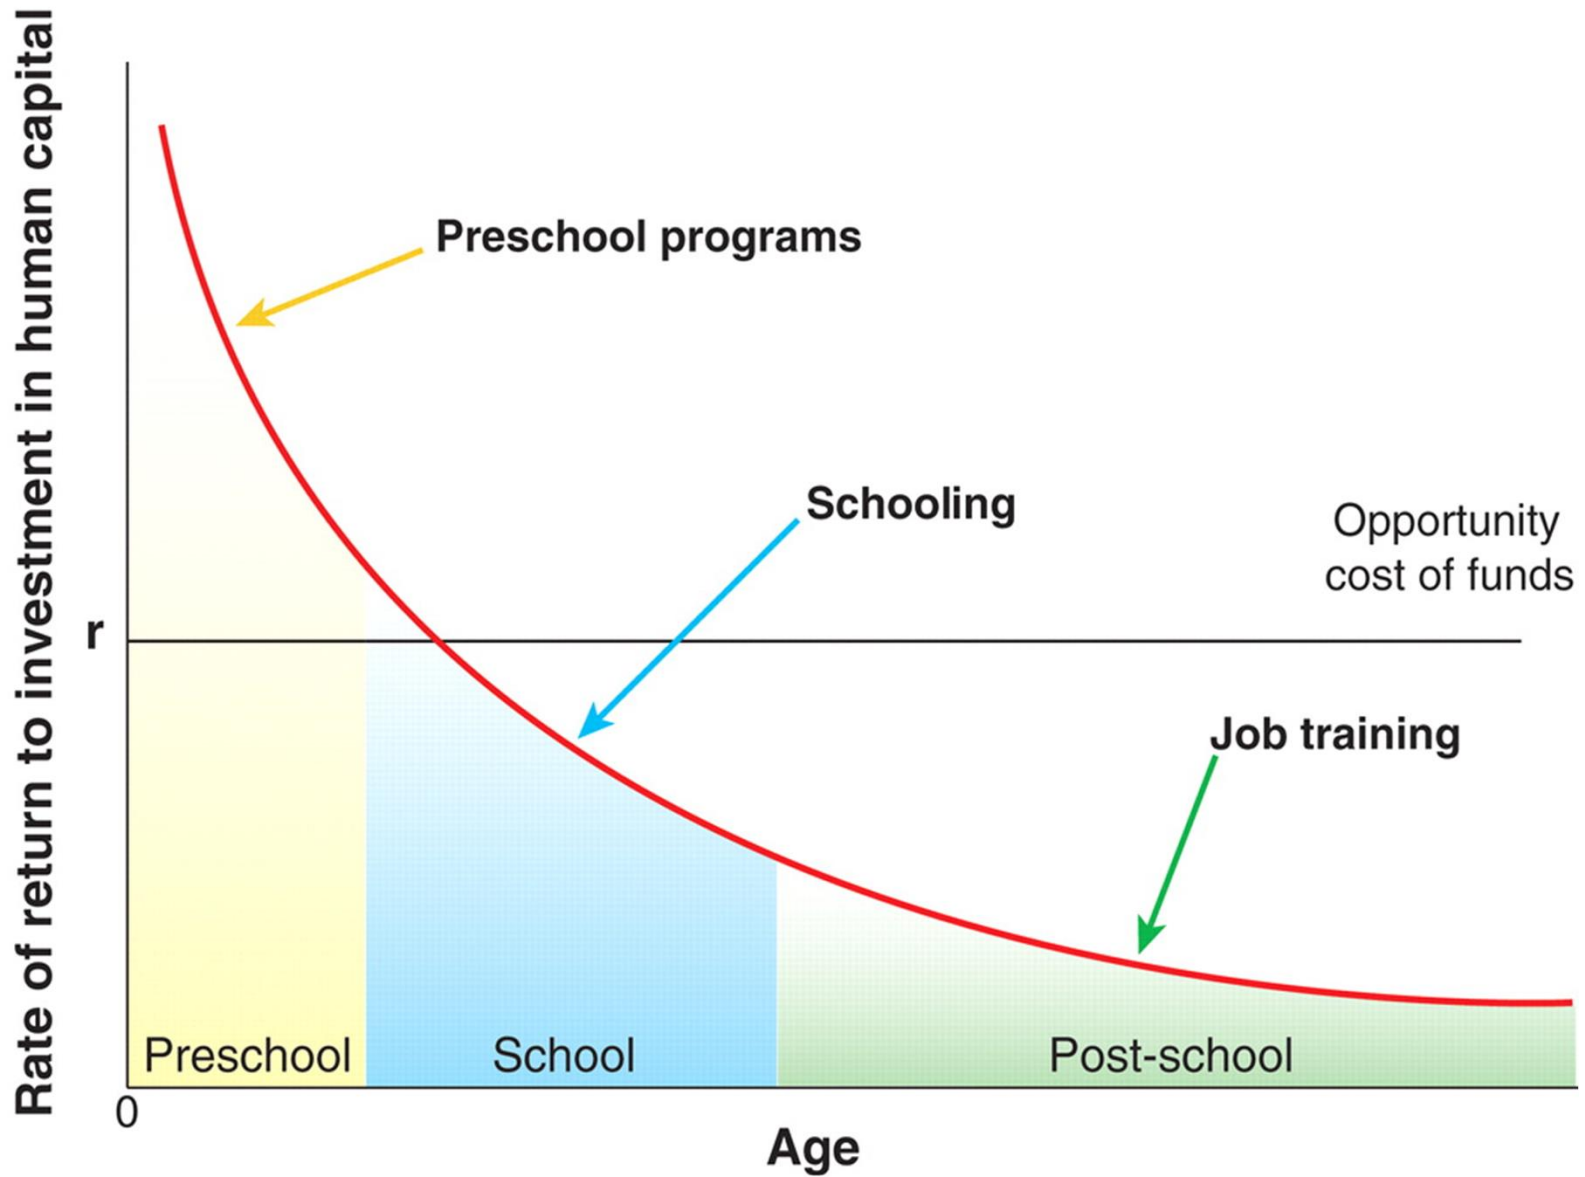 Rate of return to investment in human capital
Preschool programs
Schooling
Opportunity
cost of funds
r
Job training
Preschool
School
Post-school
0
Age